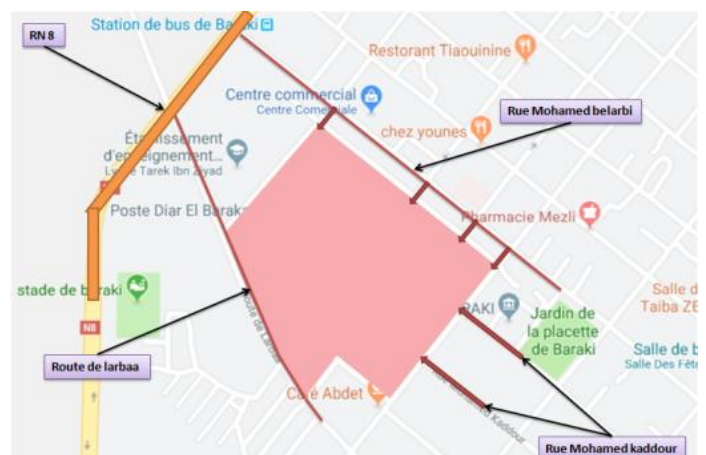 Station de bus de Baraki
RN 8
Restorant Tiaouinine
Centre commercial
Centre Comerciale
Rue Mohamed belarbi
chez younes
Établissement
d'enseignement...
Lycée Tarek Ibn Ziyad
Poste Diar El Baraka
Pharmacie Mezli
stade de baraki
Salle d
Taiba ZE
RAKI
Jardin de
la placette
de Baraki
N8
Route de Larbaa
Salle de b
Salle Des Fêt
Route de larbaa
Café Abdet
Kaddour
Rue Mohamed kaddour